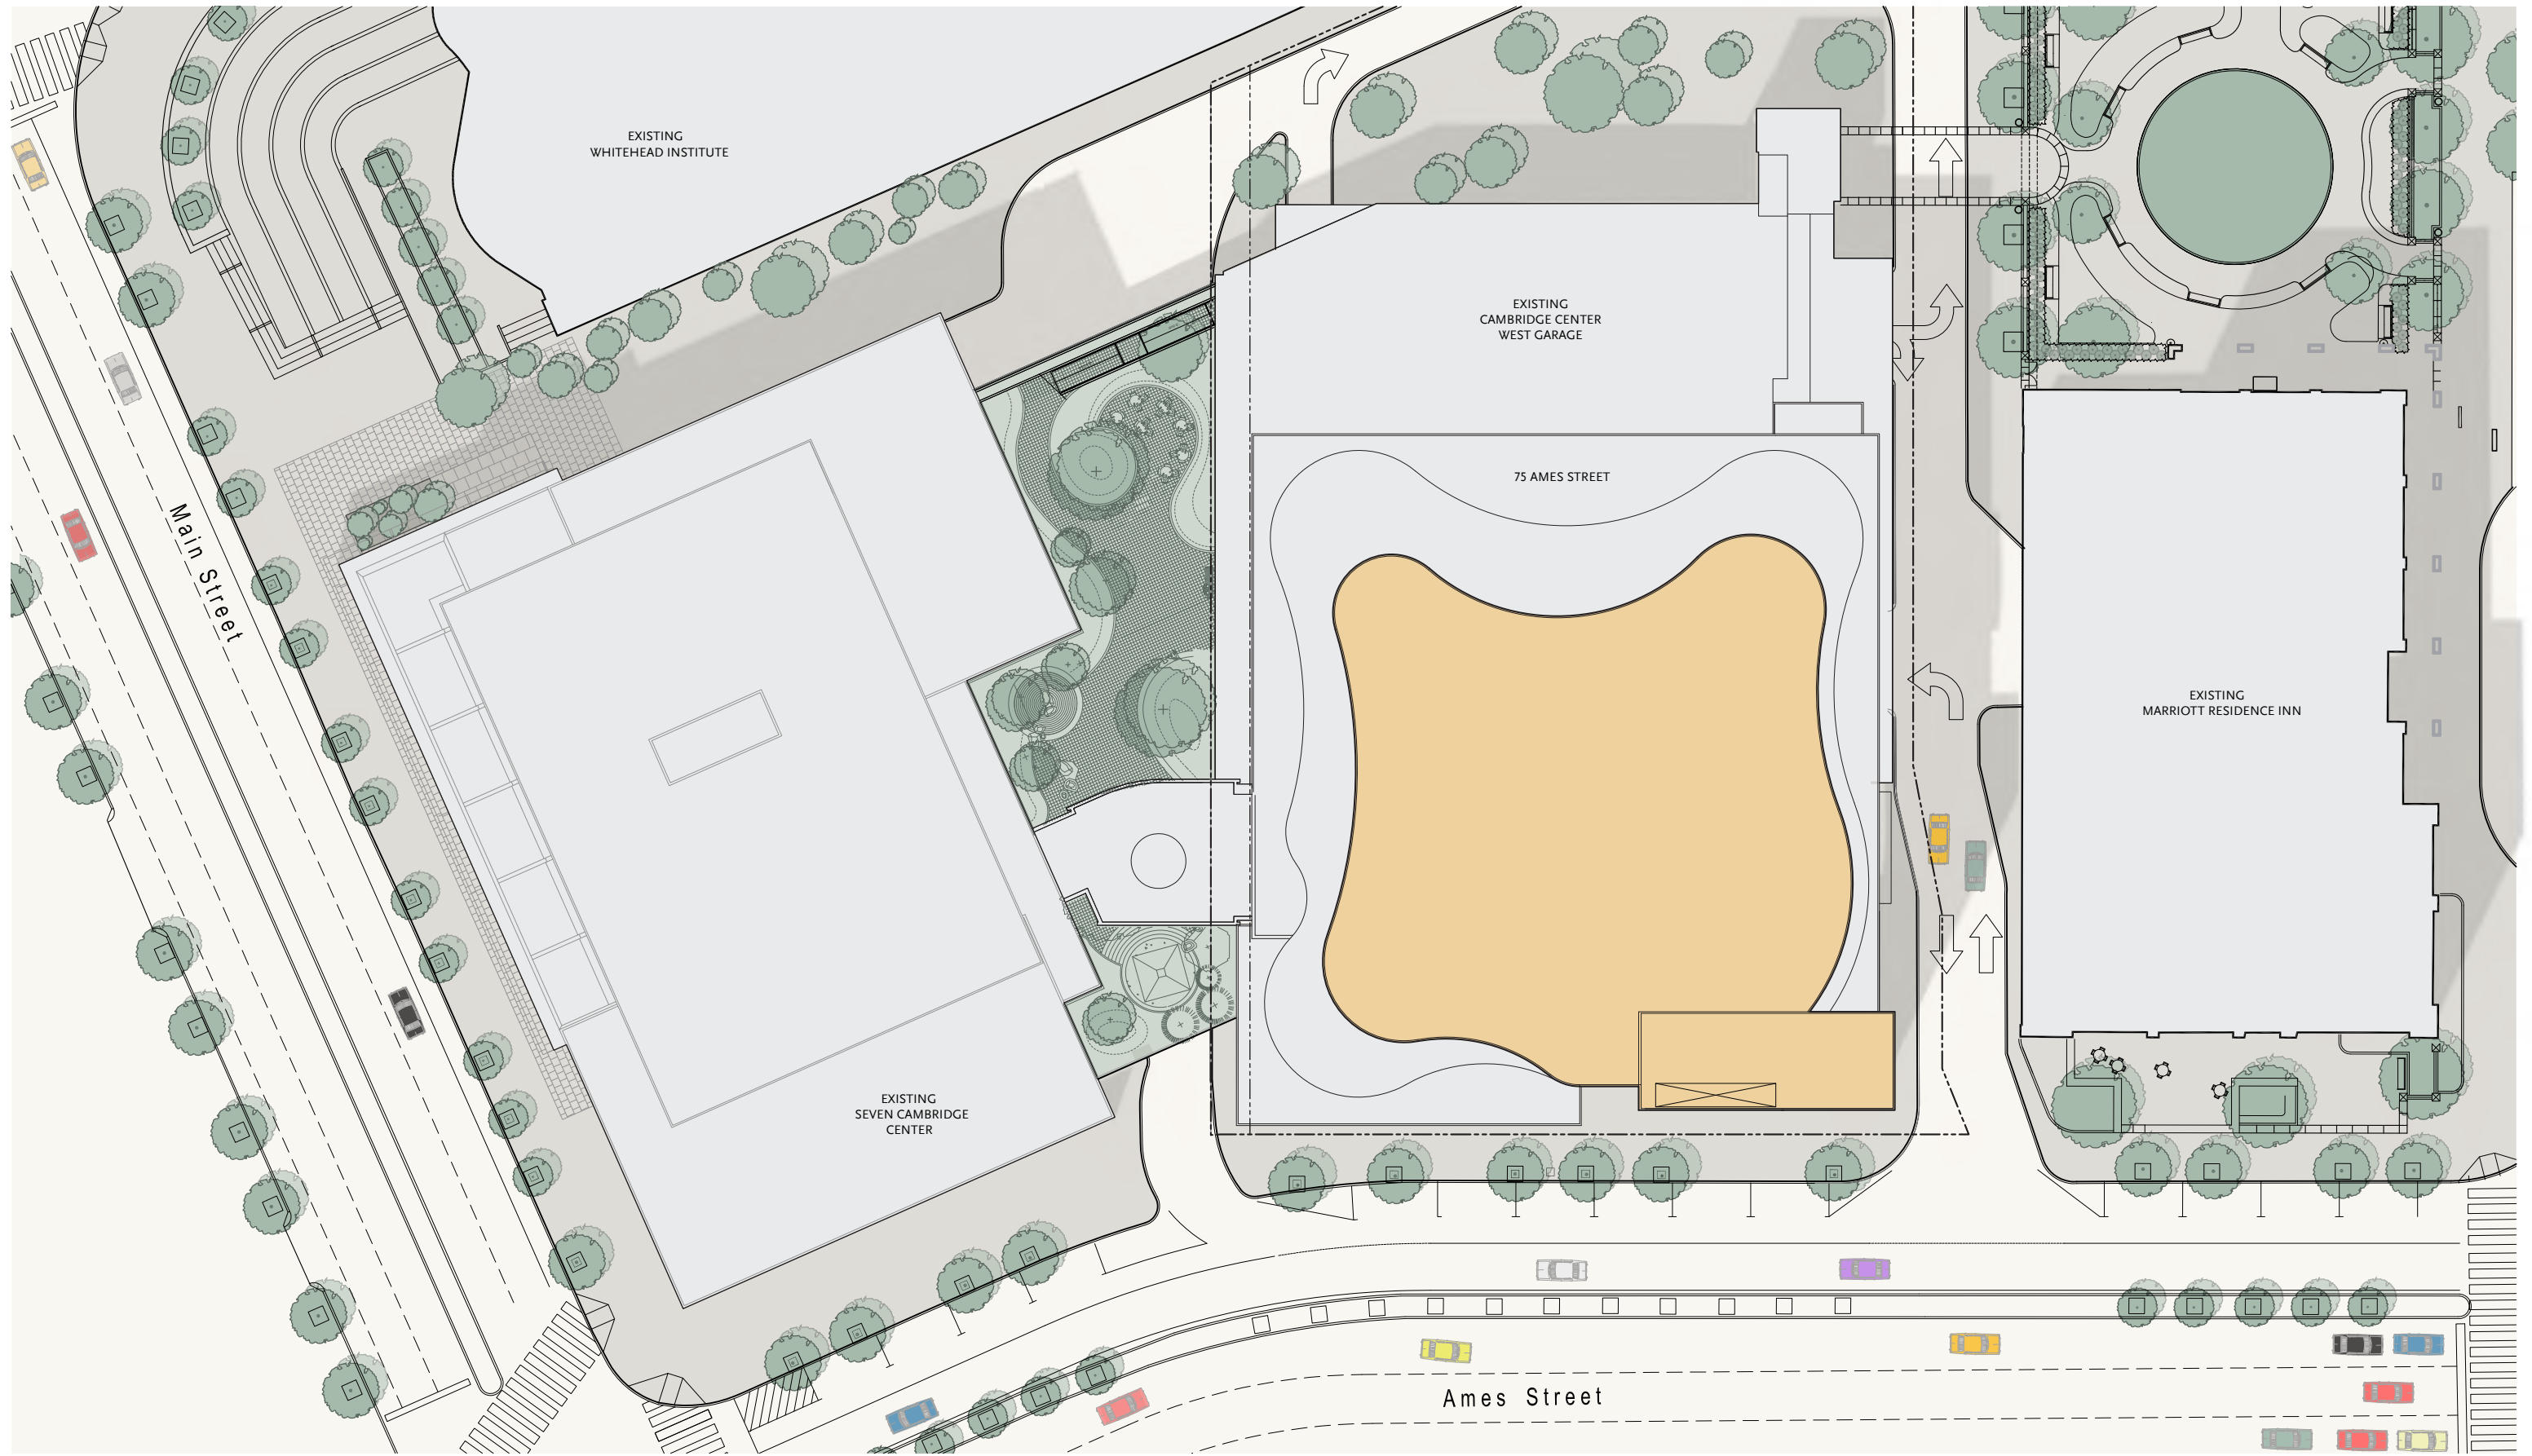 EXISTING
WHITEHEAD INSTITUTE
EXISTING
CAMBRIDGE CENTER
WEST GARAGE
75 AMES STREET
Main Street
EXISTING
MARRIOTT RESIDENCE INN
EXISTING
SEVEN CAMBRIDGE
CENTER
Ames Street